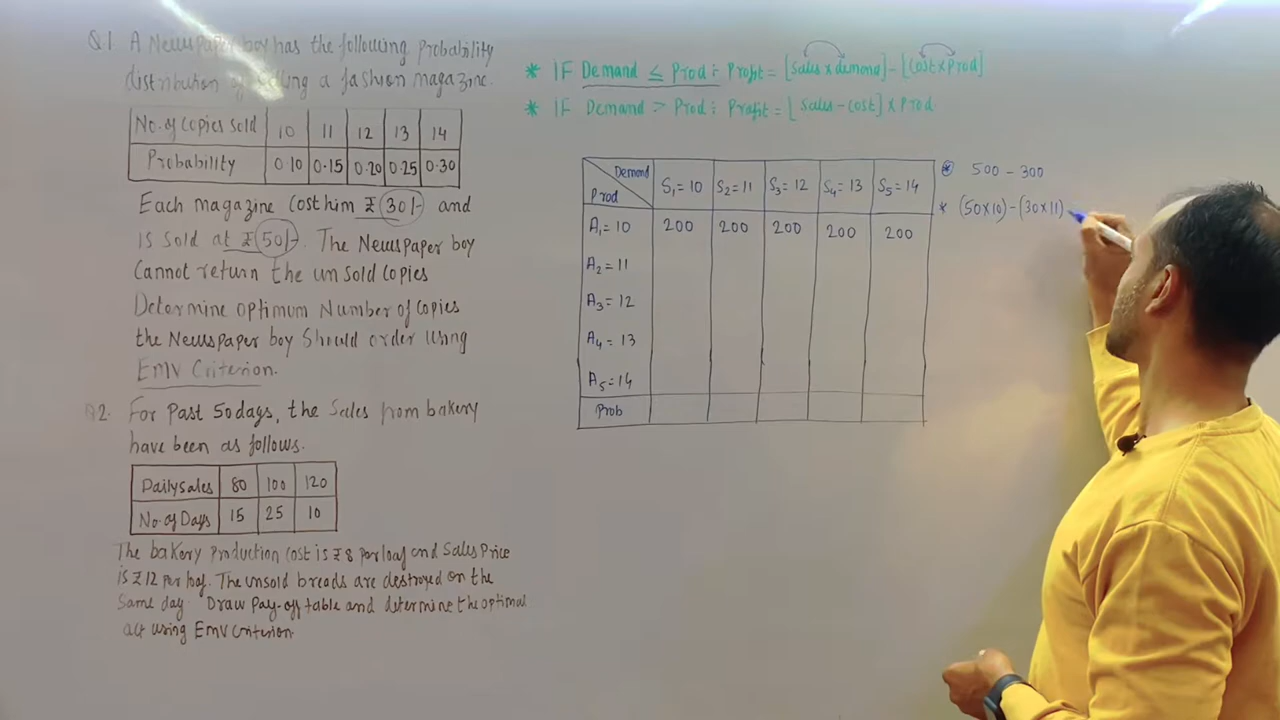 Q1. A Newspaper boy has the following Probability
distribution of selling a fashion magazine.
No. of copies sold 10 11 12 13 14
Probability 0.10 0.15 0.20 0.25 0.30
Each magazine Cost him ₹ 30/- and
is Sold at ₹ 50/-. The Newspaper boy
Cannot return the unsold copies
Determine optimum Number of copies
the Newspaper boy Should order Using
EMV Criterion.
Q2. For Past 50 days, the Sales from bakery
have been as follows.
Daily sales 80 100 120
No. of Days 15 25 10
The bakery Production Cost is ₹ 8 Per loaf and Sales Price
is ₹ 12 Per loaf. The unsold breads are destroyed on the
Same day. Draw Pay-off table and determine the optimal
act using EMV Criterion.
* IF Demand ≤ Prod : Profit = [Sales × demand] - [Cost × Prod]
* IF Demand > Prod : Profit = [Sales - Cost] × Prod.
Demand
Prod S₁ = 10 S₂ = 11 S₃ = 12 S₄ = 13 S₅ = 14
A₁ = 10 200 200 200 200 200
A₂ = 11
A₃ = 12
A₄ = 13
A₅ = 14
Prob
* 500 - 300
* (50×10) - (30×11)